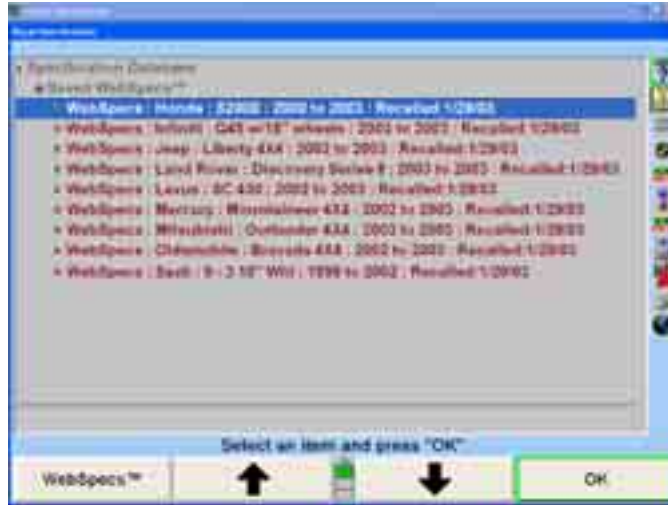 Specification Database
Saved WebSpecs™
WebSpecs : Honda : S2000 : 2000 to 2003 : Recalled 1/29/03
WebSpecs : Infiniti : Q45 w/18" wheels : 2002 to 2003 : Recalled 1/29/03
WebSpecs : Jeep : Liberty 4X4 : 2002 to 2003 : Recalled 1/29/03
WebSpecs : Land Rover : Discovery Series II : 2003 to 2003 : Recalled 1/29/03
WebSpecs : Lexus : SC 430 : 2002 to 2003 : Recalled 1/29/03
WebSpecs : Mercury : Mountaineer 4X4 : 2002 to 2003 : Recalled 1/29/03
WebSpecs : Mitsubishi : Outlander 4X4 : 2003 to 2003 : Recalled 1/29/03
WebSpecs : Oldsmobile : Bravada 4X4 : 2002 to 2003 : Recalled 1/29/03
WebSpecs : Saab : 9 - 3 : 1999 to 2002 : Recalled 1/29/03
Select an item and press "OK"
WebSpecs™
OK